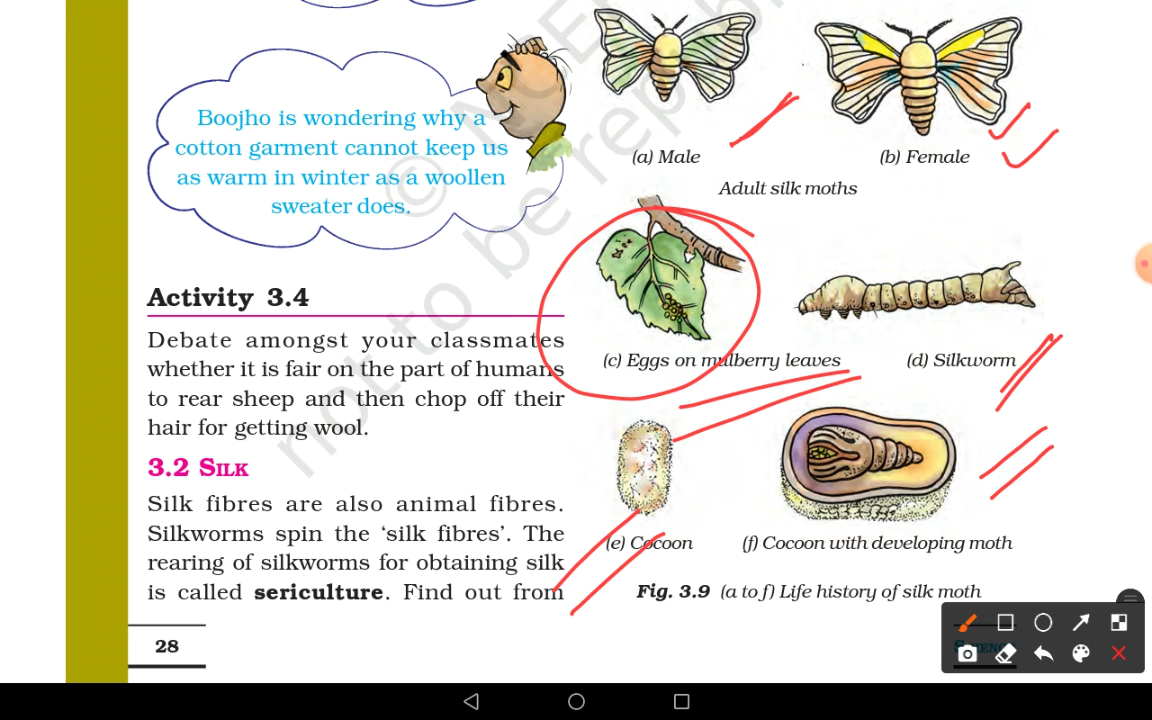 Boojho is wondering why a
cotton garment cannot keep us
as warm in winter as a woollen
sweater does.
Activity 3.4
Debate amongst your classmates
whether it is fair on the part of humans
to rear sheep and then chop off their
hair for getting wool.
3.2 SILK
Silk fibres are also animal fibres.
Silkworms spin the ‘silk fibres’. The
rearing of silkworms for obtaining silk
is called sericulture. Find out from
28
(a) Male
(b) Female
Adult silk moths
(c) Eggs on mulberry leaves
(d) Silkworm
(e) Cocoon
(f) Cocoon with developing moth
Fig. 3.9 (a to f) Life history of silk moth
not to be repub